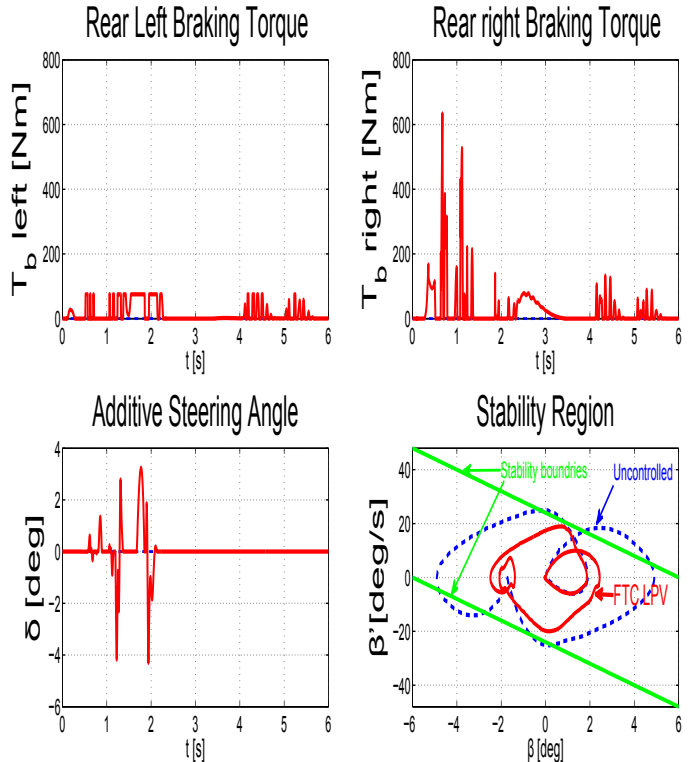 Rear Left Braking Torque
T_b left [Nm]
800
600
400
200
0
0 1 2 3 4 5 6
t [s]
Rear right Braking Torque
T_b right [Nm]
800
600
400
200
0
0 1 2 3 4 5 6
t [s]
Additive Steering Angle
δ [deg]
4
2
0
−2
−4
−6
0 1 2 3 4 5 6
t [s]
Stability Region
β' [deg/s]
40
20
0
−20
−40
−6 −4 −2 0 2 4 6
β [deg]
Stability boundries
Uncontrolled
FTC LPV